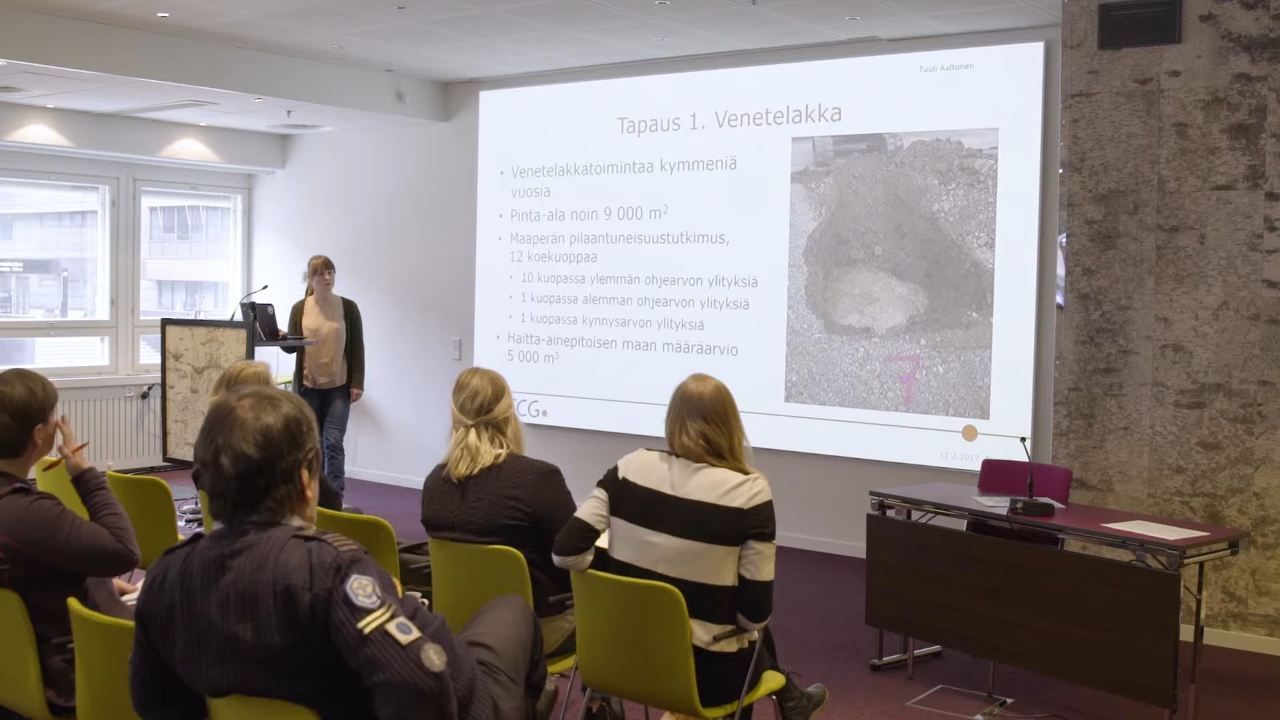 Tuuli Aaltonen
Tapaus 1. Venetelakka
• Venetelakkatoimintaa kymmeniä
vuosia
• Pinta-ala noin 9 000 m²
• Maaperän pilaantuneisuustutkimus,
12 koekuoppaa
• 10 kuopassa ylemmän ohjearvon ylityksiä
• 1 kuopassa alemman ohjearvon ylityksiä
• 1 kuopassa kynnysarvon ylityksiä
• Haitta-ainepitoisen maan määräarvio
5 000 m³
7
CG.
11.2.2017